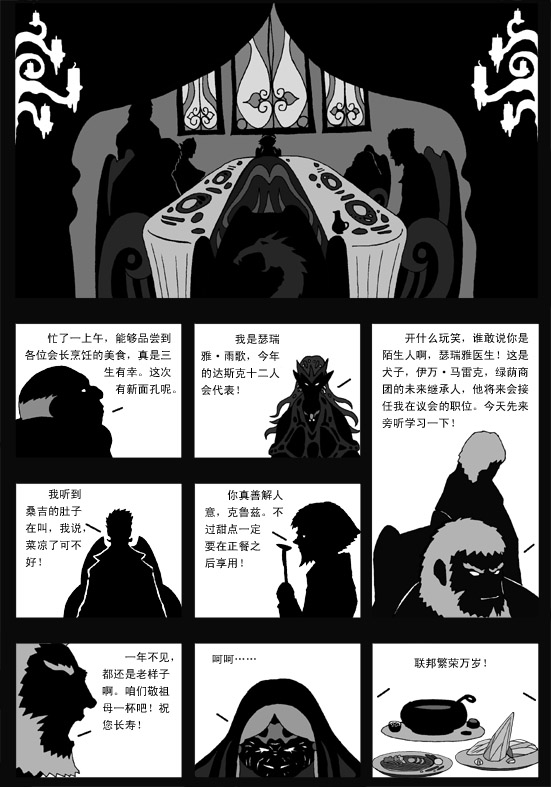 忙了一上午，能够品尝到
各位会长烹饪的美食，真是三
生有幸。这次
有新面孔呢。
我是瑟瑞
雅·雨歌，今年
的达斯克十二人
会代表！
开什么玩笑，谁敢说你是
陌生人啊，瑟瑞雅医生！这是
犬子，伊万·马雷克，绿荫商
团的未来继承人，他将来会接
任我在议会的职位。今天先来
旁听学习一下！
我听到
桑吉的肚子
在叫，我说，
菜凉了可不
好！
你真善解人
意，克鲁兹。不
过甜点一定
要在正餐之
后享用！
一年不见，
都还是老样子
啊。咱们敬祖
母一杯吧！祝
您长寿！
呵呵……
联邦繁荣万岁！